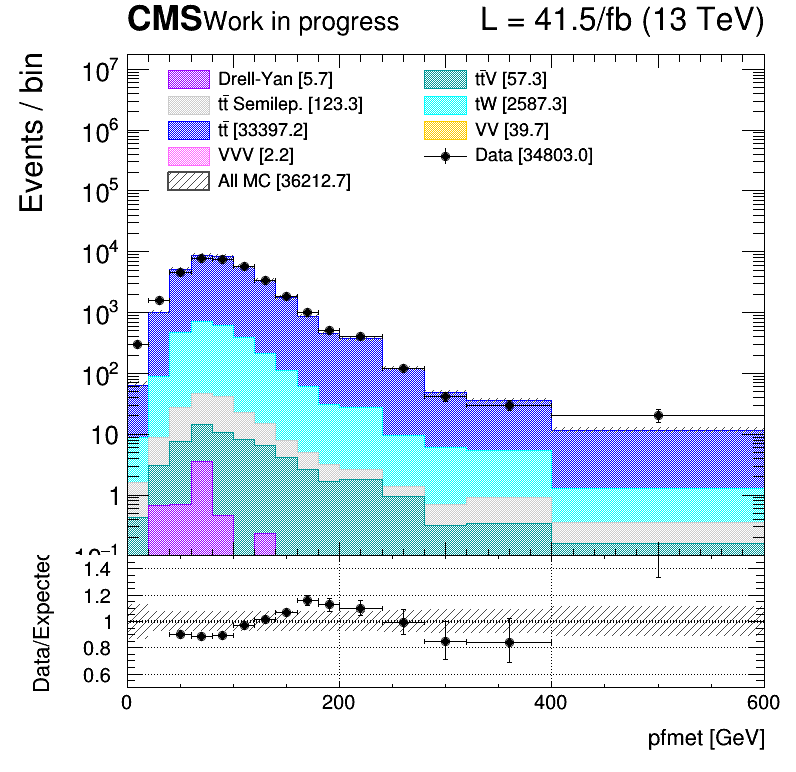 CMS Work in progress L = 41.5/fb (13 TeV)
Events / bin
Drell-Yan [5.7]
tt̄ Semilep. [123.3]
tt̄ [33397.2]
VVV [2.2]
All MC [36212.7]
tt̄V [57.3]
tW [2587.3]
VV [39.7]
Data [34803.0]
10⁷
10⁶
10⁵
10⁴
10³
10²
10
1
10⁻¹
Data/Expected
1.4
1.2
1
0.8
0.6
0 200 400 600
pfmet [GeV]